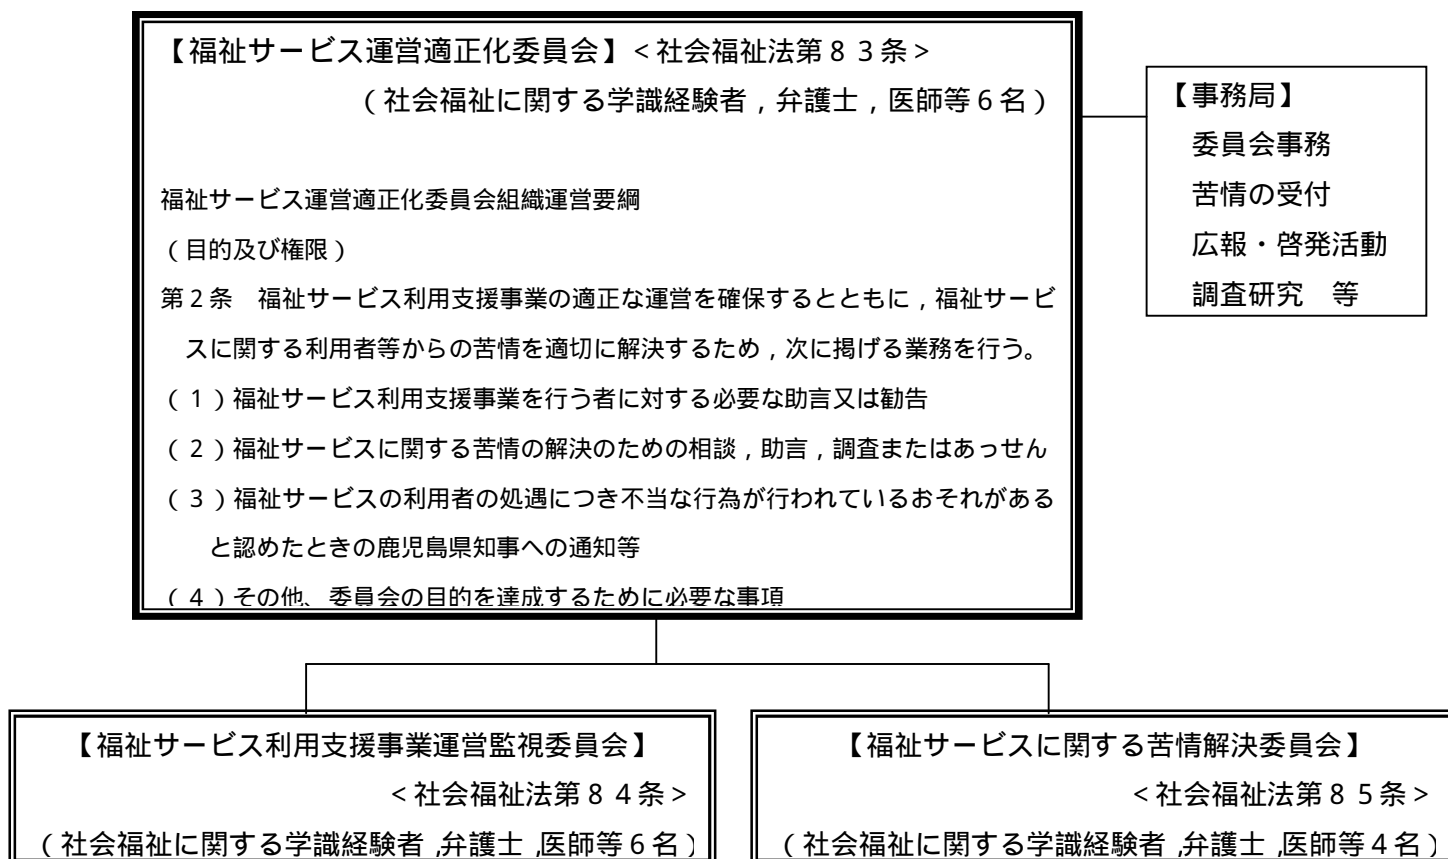 【福祉サービス運営適正化委員会】<社会福祉法第８３条>
(社会福祉に関する学識経験者，弁護士，医師等６名)
福祉サービス運営適正化委員会組織運営要綱
(目的及び権限)
第２条　福祉サービス利用支援事業の適正な運営を確保するとともに，福祉サービ
スに関する利用者等からの苦情を適切に解決するため，次に掲げる業務を行う。
(１)福祉サービス利用支援事業を行う者に対する必要な助言又は勧告
(２)福祉サービスに関する苦情の解決のための相談，助言，調査またはあっせん
(３)福祉サービスの利用者の処遇につき不当な行為が行われているおそれがある
と認めたときの鹿児島県知事への通知等
(４)その他、委員会の目的を達成するために必要な事項
【事務局】
委員会事務
苦情の受付
広報・啓発活動
調査研究　等
【福祉サービス利用支援事業運営監視委員会】
<社会福祉法第８４条>
(社会福祉に関する学識経験者，弁護士，医師等６名)
【福祉サービスに関する苦情解決委員会】
<社会福祉法第８５条>
(社会福祉に関する学識経験者，弁護士，医師等４名)